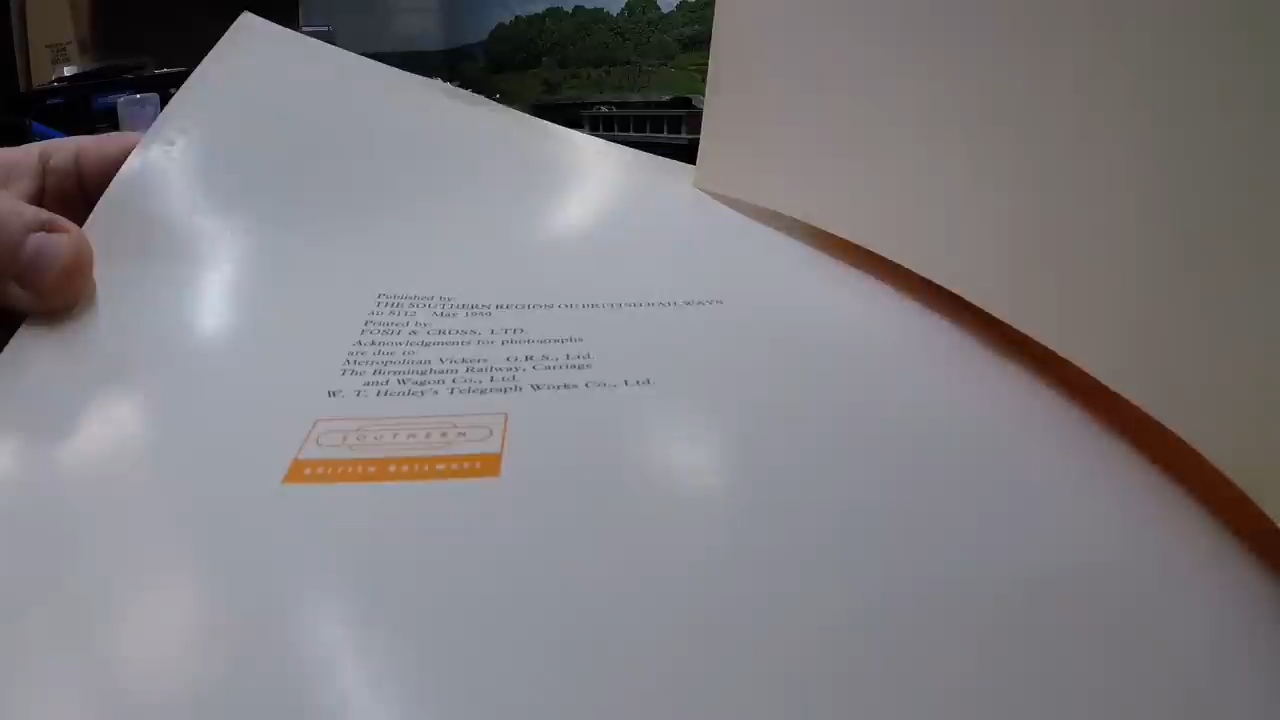 Published by:
THE SOUTHERN REGION OF BRITISH RAILWAYS
AD 8112 May 1959
Printed by:
FOSH & CROSS, LTD.
Acknowledgments for photographs
are due to:
Metropolitan Vickers G.R.S., Ltd.
The Birmingham Railway, Carriage
and Wagon Co., Ltd.
W. T. Henley's Telegraph Works Co., Ltd.
SOUTHERN
BRITISH RAILWAYS